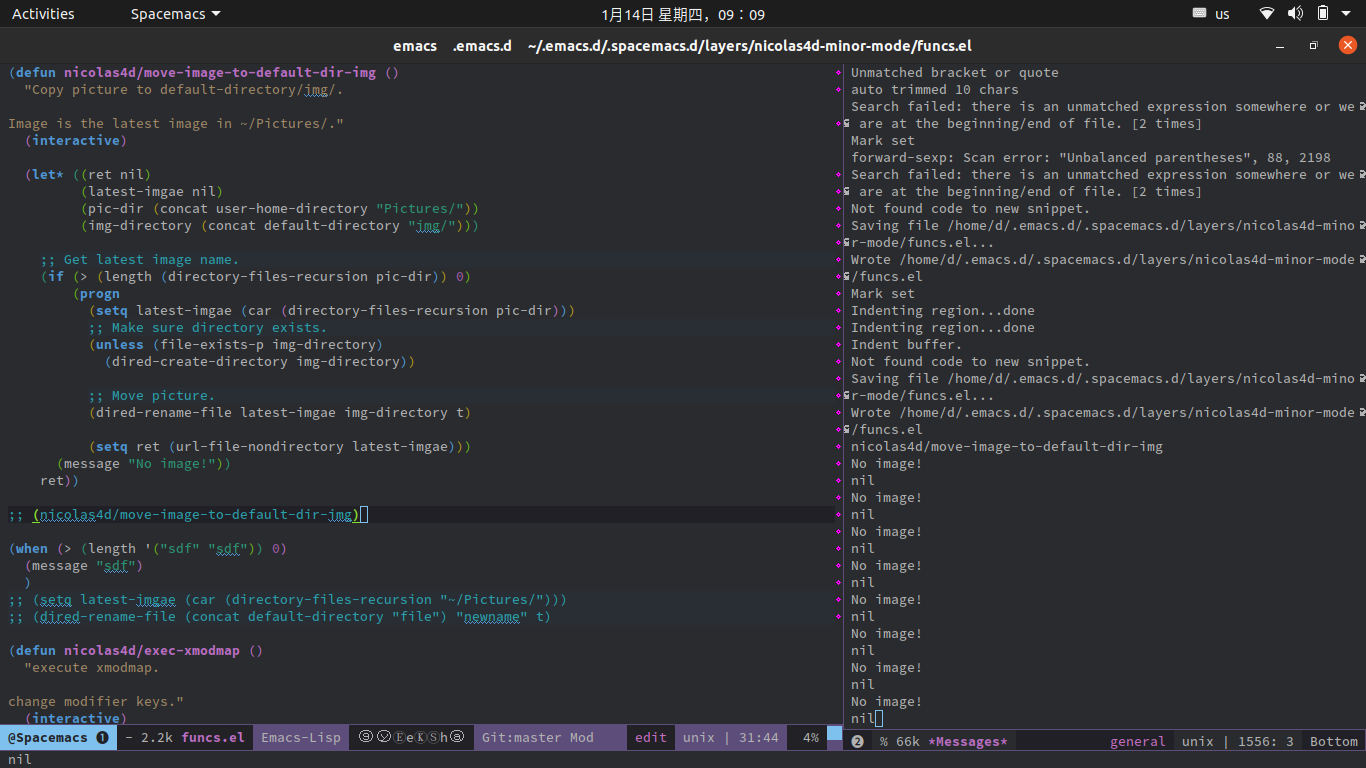 Activities
Spacemacs
1月14日 星期四，09：09
us
emacs .emacs.d ~/.emacs.d/.spacemacs.d/layers/nicolas4d-minor-mode/funcs.el
(defun nicolas4d/move-image-to-default-dir-img ()
"Copy picture to default-directory/img/.
Image is the latest image in ~/Pictures/."
(interactive)
(let* ((ret nil)
(latest-imgae nil)
(pic-dir (concat user-home-directory "Pictures/"))
(img-directory (concat default-directory "img/")))
;; Get latest image name.
(if (> (length (directory-files-recursion pic-dir)) 0)
(progn
(setq latest-imgae (car (directory-files-recursion pic-dir)))
;; Make sure directory exists.
(unless (file-exists-p img-directory)
(dired-create-directory img-directory))
;; Move picture.
(dired-rename-file latest-imgae img-directory t)
(setq ret (url-file-nondirectory latest-imgae)))
(message "No image!"))
ret))
;; (nicolas4d/move-image-to-default-dir-img)
(when (> (length '("sdf" "sdf")) 0)
(message "sdf")
)
;; (setq latest-imgae (car (directory-files-recursion "~/Pictures/")))
;; (dired-rename-file (concat default-directory "file") "newname" t)
(defun nicolas4d/exec-xmodmap ()
"execute xmodmap.
change modifier keys."
(interactive)
@Spacemacs ❶ - 2.2k funcs.el Emacs-Lisp ⓨⓥⒺeⓀⓈhⓐ Git:master Mod edit unix | 31:44 4%
nil
Unmatched bracket or quote
auto trimmed 10 chars
Search failed: there is an unmatched expression somewhere or we
are at the beginning/end of file. [2 times]
Mark set
forward-sexp: Scan error: "Unbalanced parentheses", 88, 2198
Search failed: there is an unmatched expression somewhere or we
are at the beginning/end of file. [2 times]
Not found code to new snippet.
Saving file /home/d/.emacs.d/.spacemacs.d/layers/nicolas4d-mino
r-mode/funcs.el...
Wrote /home/d/.emacs.d/.spacemacs.d/layers/nicolas4d-minor-mode
/funcs.el
Mark set
Indenting region...done
Indenting region...done
Indent buffer.
Not found code to new snippet.
Saving file /home/d/.emacs.d/.spacemacs.d/layers/nicolas4d-mino
r-mode/funcs.el...
Wrote /home/d/.emacs.d/.spacemacs.d/layers/nicolas4d-minor-mode
/funcs.el
nicolas4d/move-image-to-default-dir-img
No image!
nil
No image!
nil
No image!
nil
No image!
nil
No image!
nil
No image!
nil
No image!
nil
No image!
nil
❷ % 66k *Messages* general unix | 1556: 3 Bottom